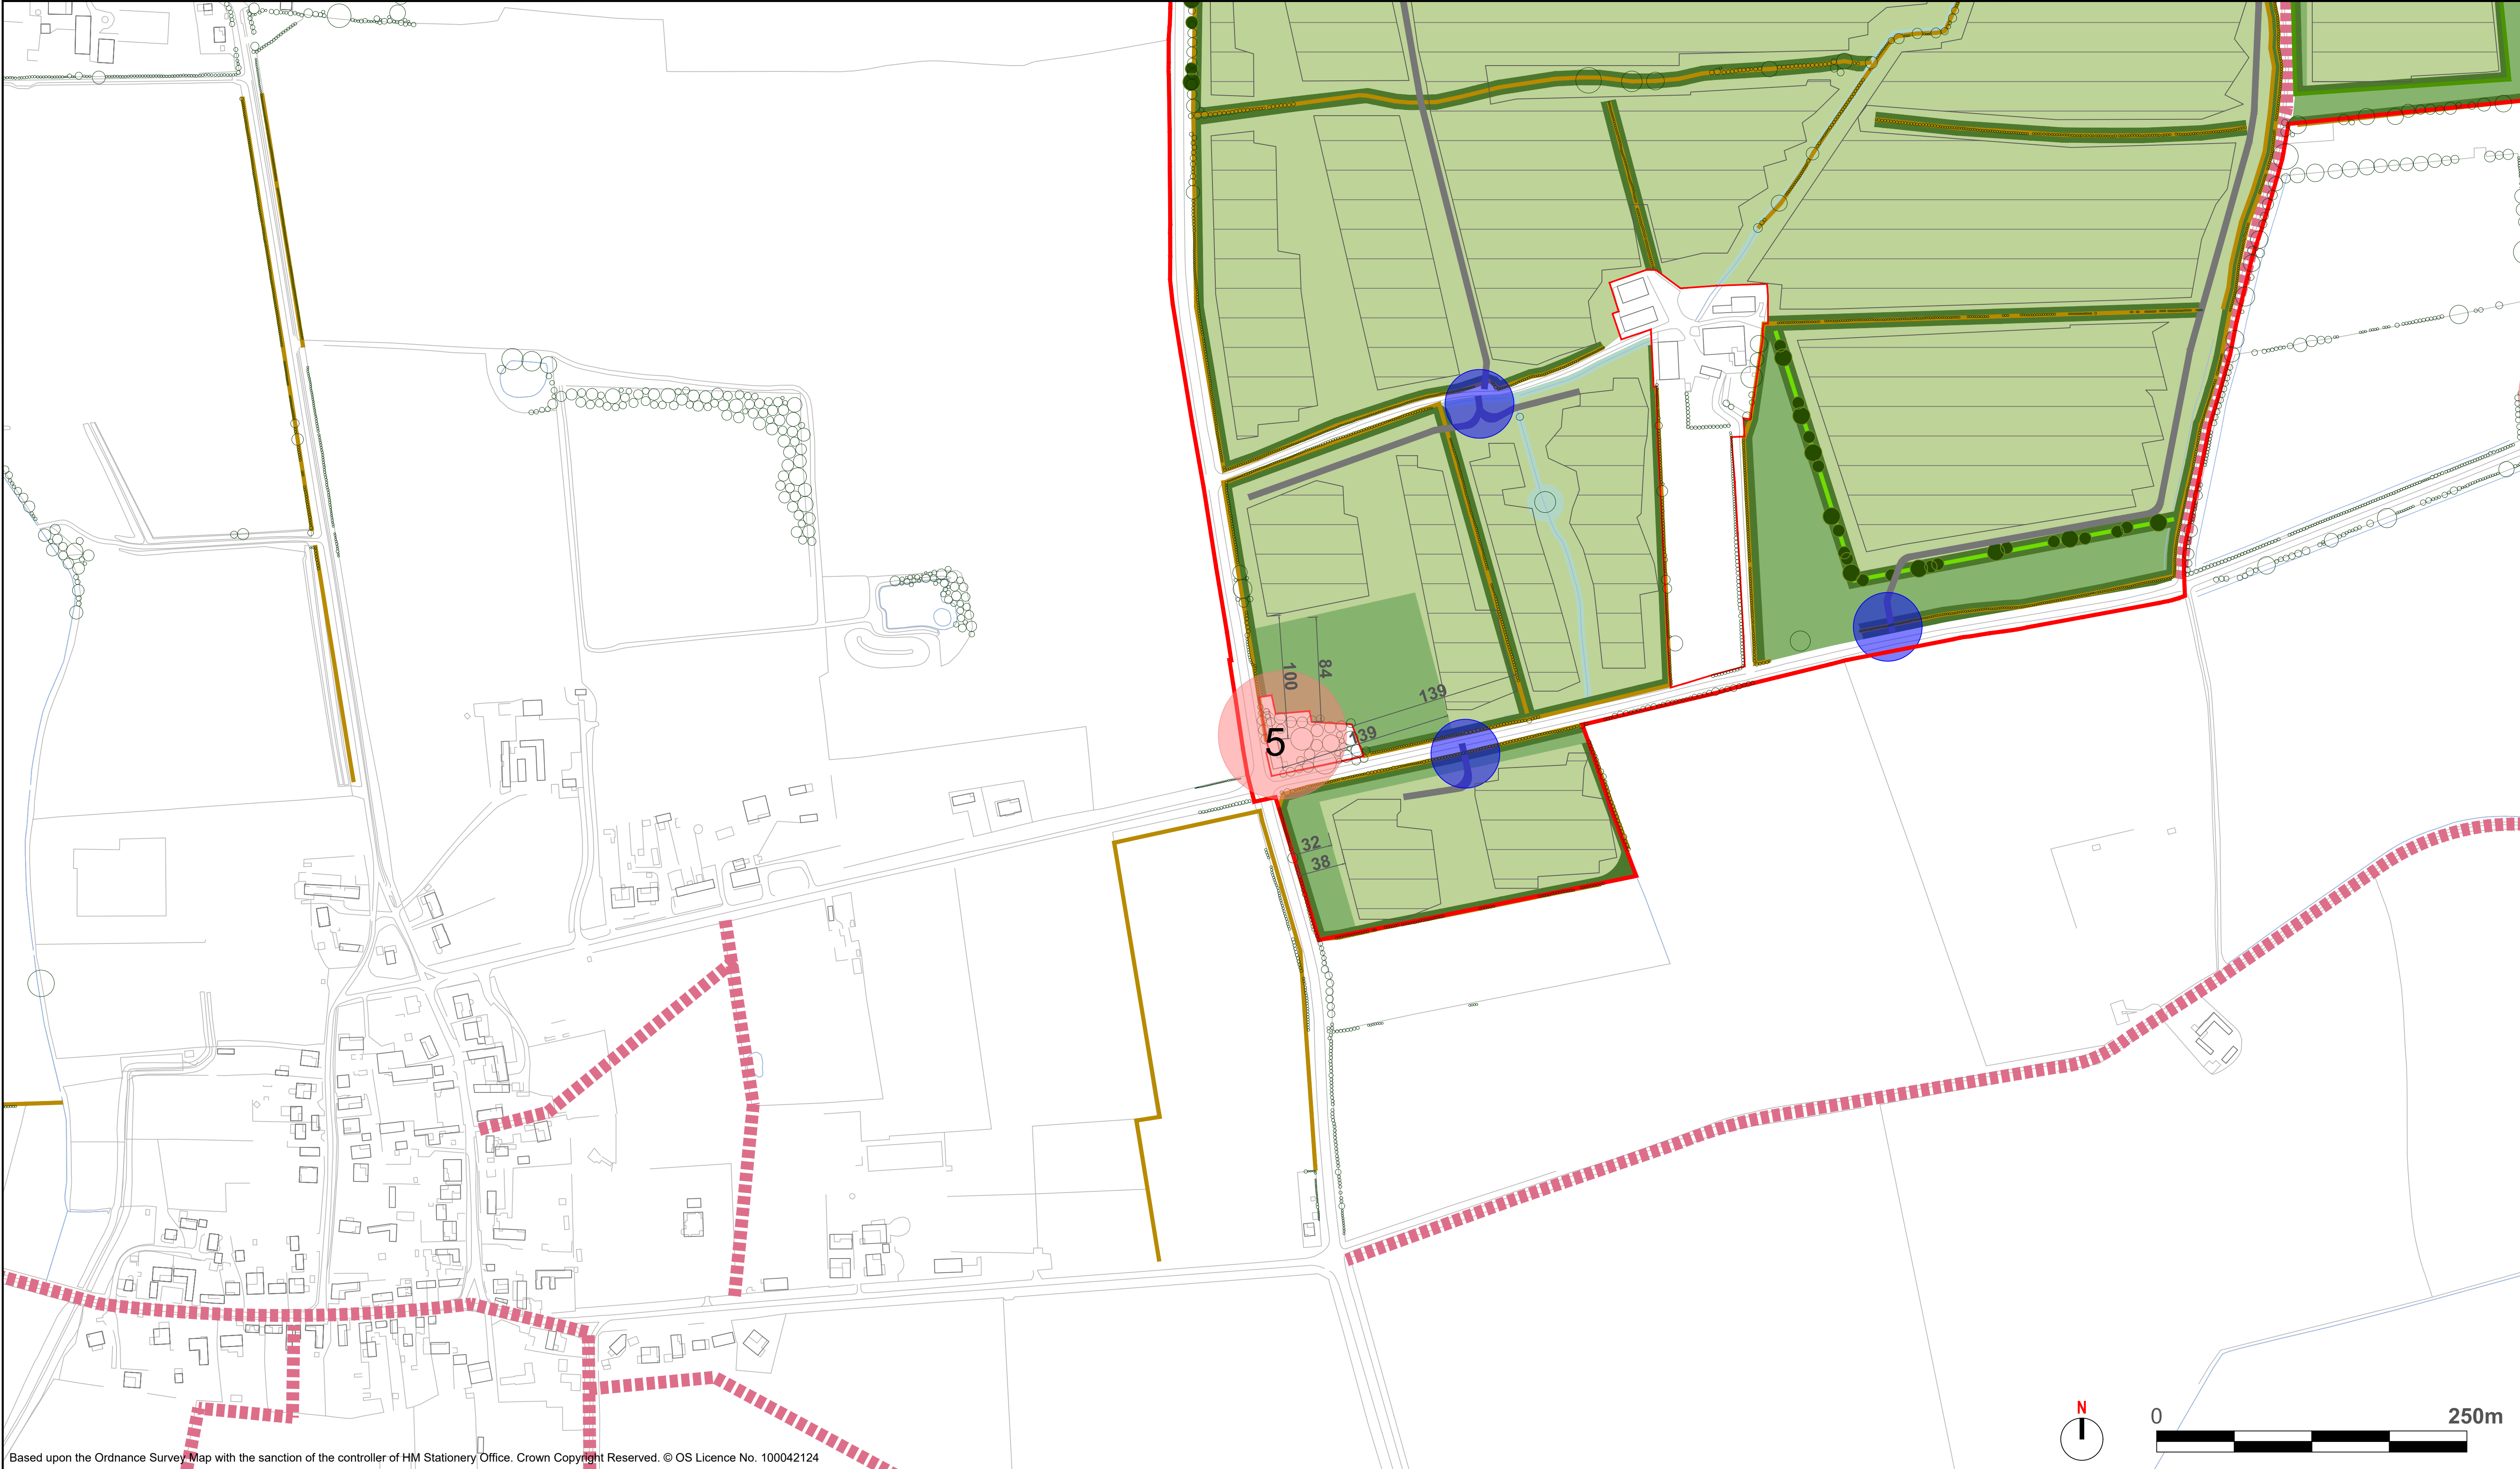 100
84
139
139
5
32
38
N
0
250m
Based upon the Ordnance Survey Map with the sanction of the controller of HM Stationery Office. Crown Copyright Reserved. © OS Licence No. 100042124